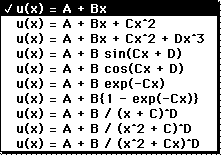 ✓ u(x) = A + Bx
u(x) = A + Bx + Cx^2
u(x) = A + Bx + Cx^2 + Dx^3
u(x) = A + B sin(Cx + D)
u(x) = A + B cos(Cx + D)
u(x) = A + B exp(-Cx)
u(x) = A + B{1 - exp(-Cx)}
u(x) = A + B / (x + C)^D
u(x) = A + B / (x^2 + C)^D
u(x) = A + B / (x^2 + Cx)^D